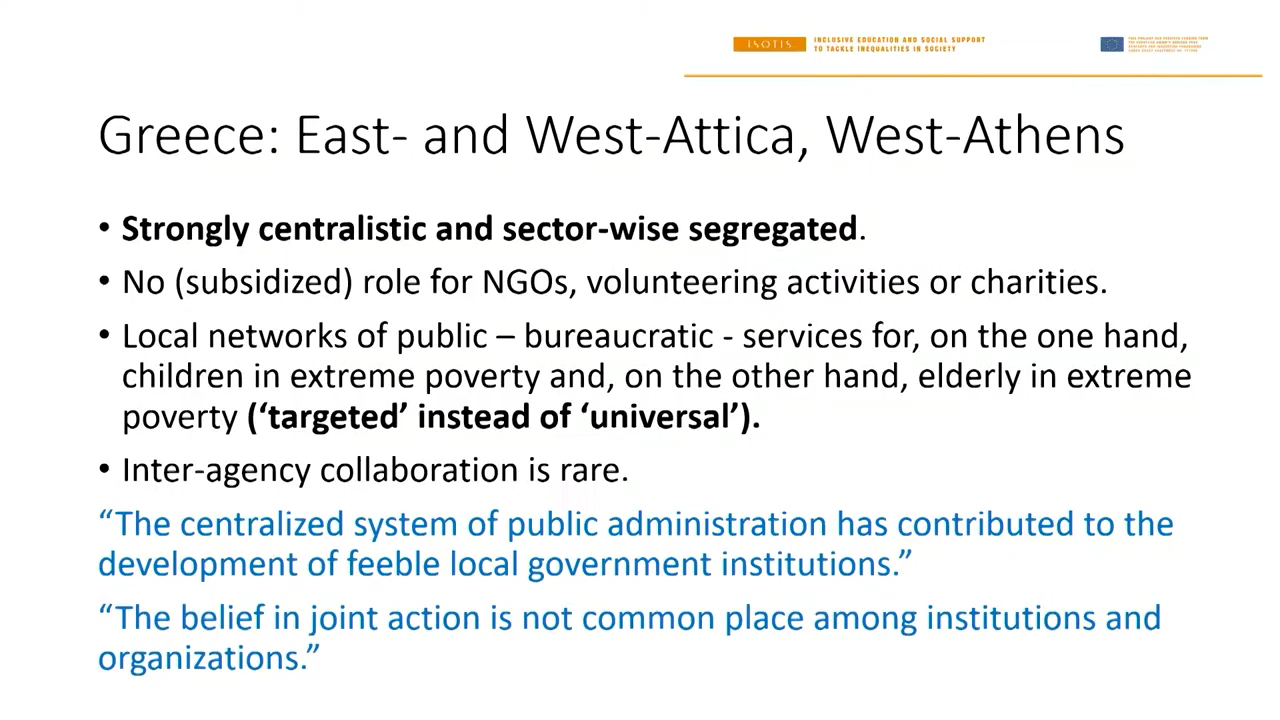 ISOTIS
INCLUSIVE EDUCATION AND SOCIAL SUPPORT
TO TACKLE INEQUALITIES IN SOCIETY
Greece: East- and West-Attica, West-Athens
• Strongly centralistic and sector-wise segregated.
• No (subsidized) role for NGOs, volunteering activities or charities.
• Local networks of public – bureaucratic - services for, on the one hand,
children in extreme poverty and, on the other hand, elderly in extreme
poverty (‘targeted’ instead of ‘universal’).
• Inter-agency collaboration is rare.
“The centralized system of public administration has contributed to the
development of feeble local government institutions.”
“The belief in joint action is not common place among institutions and
organizations.”